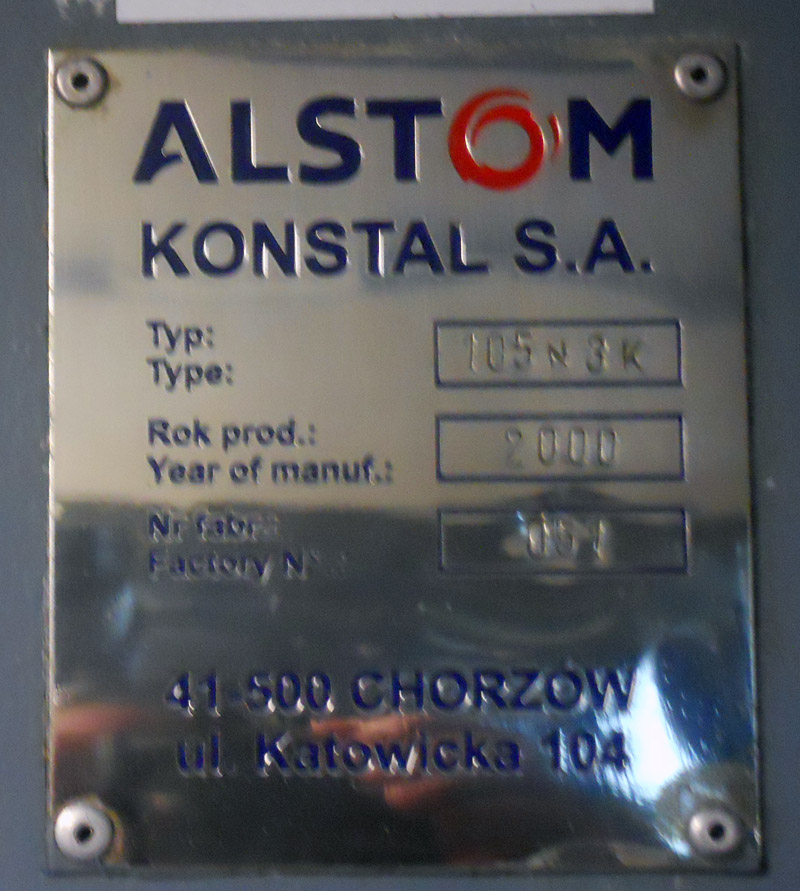 ALSTOM
KONSTAL S.A.
Typ:
Type:
105N3K
Rok prod.:
Year of manuf.:
2000
Nr fabr.:
Factory
41-500 CHORZÓW
ul. Katowicka 104